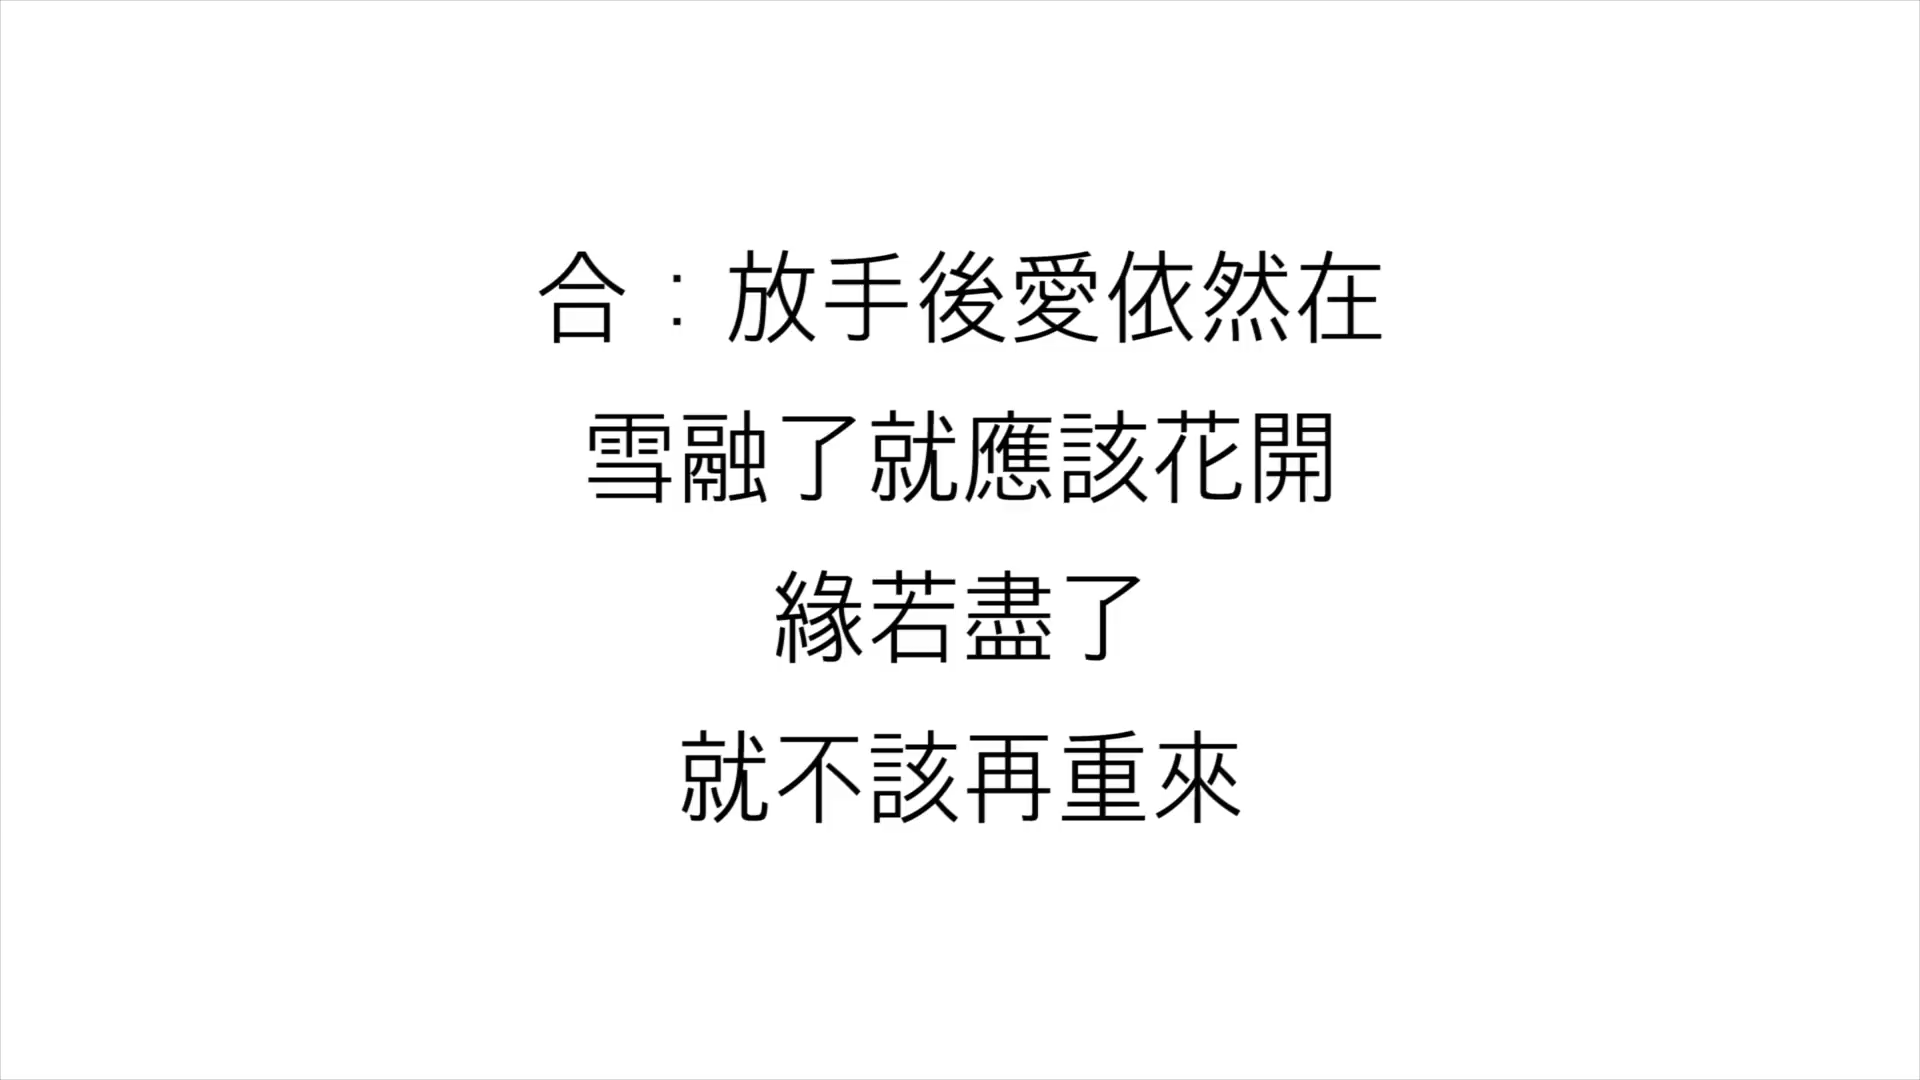 合：放手後愛依然在
雪融了就應該花開
緣若盡了
就不該再重來